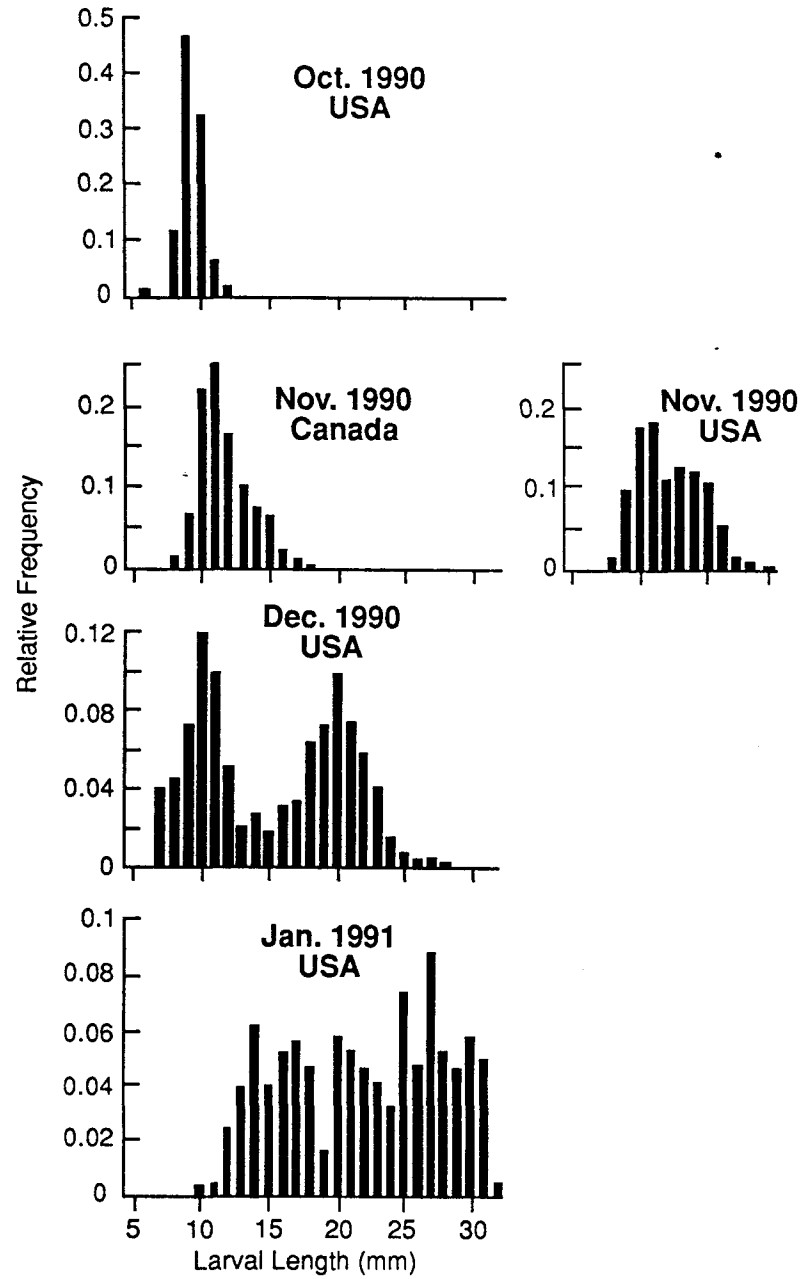 0.5
0.4
0.3
0.2
0.1
0
Oct. 1990
USA
0.2
0.1
0
Nov. 1990
Canada
0.2
0.1
0
Nov. 1990
USA
Relative Frequency
0.12
0.08
0.04
0
Dec. 1990
USA
0.1
0.08
0.06
0.04
0.02
0
Jan. 1991
USA
5 10 15 20 25 30
Larval Length (mm)